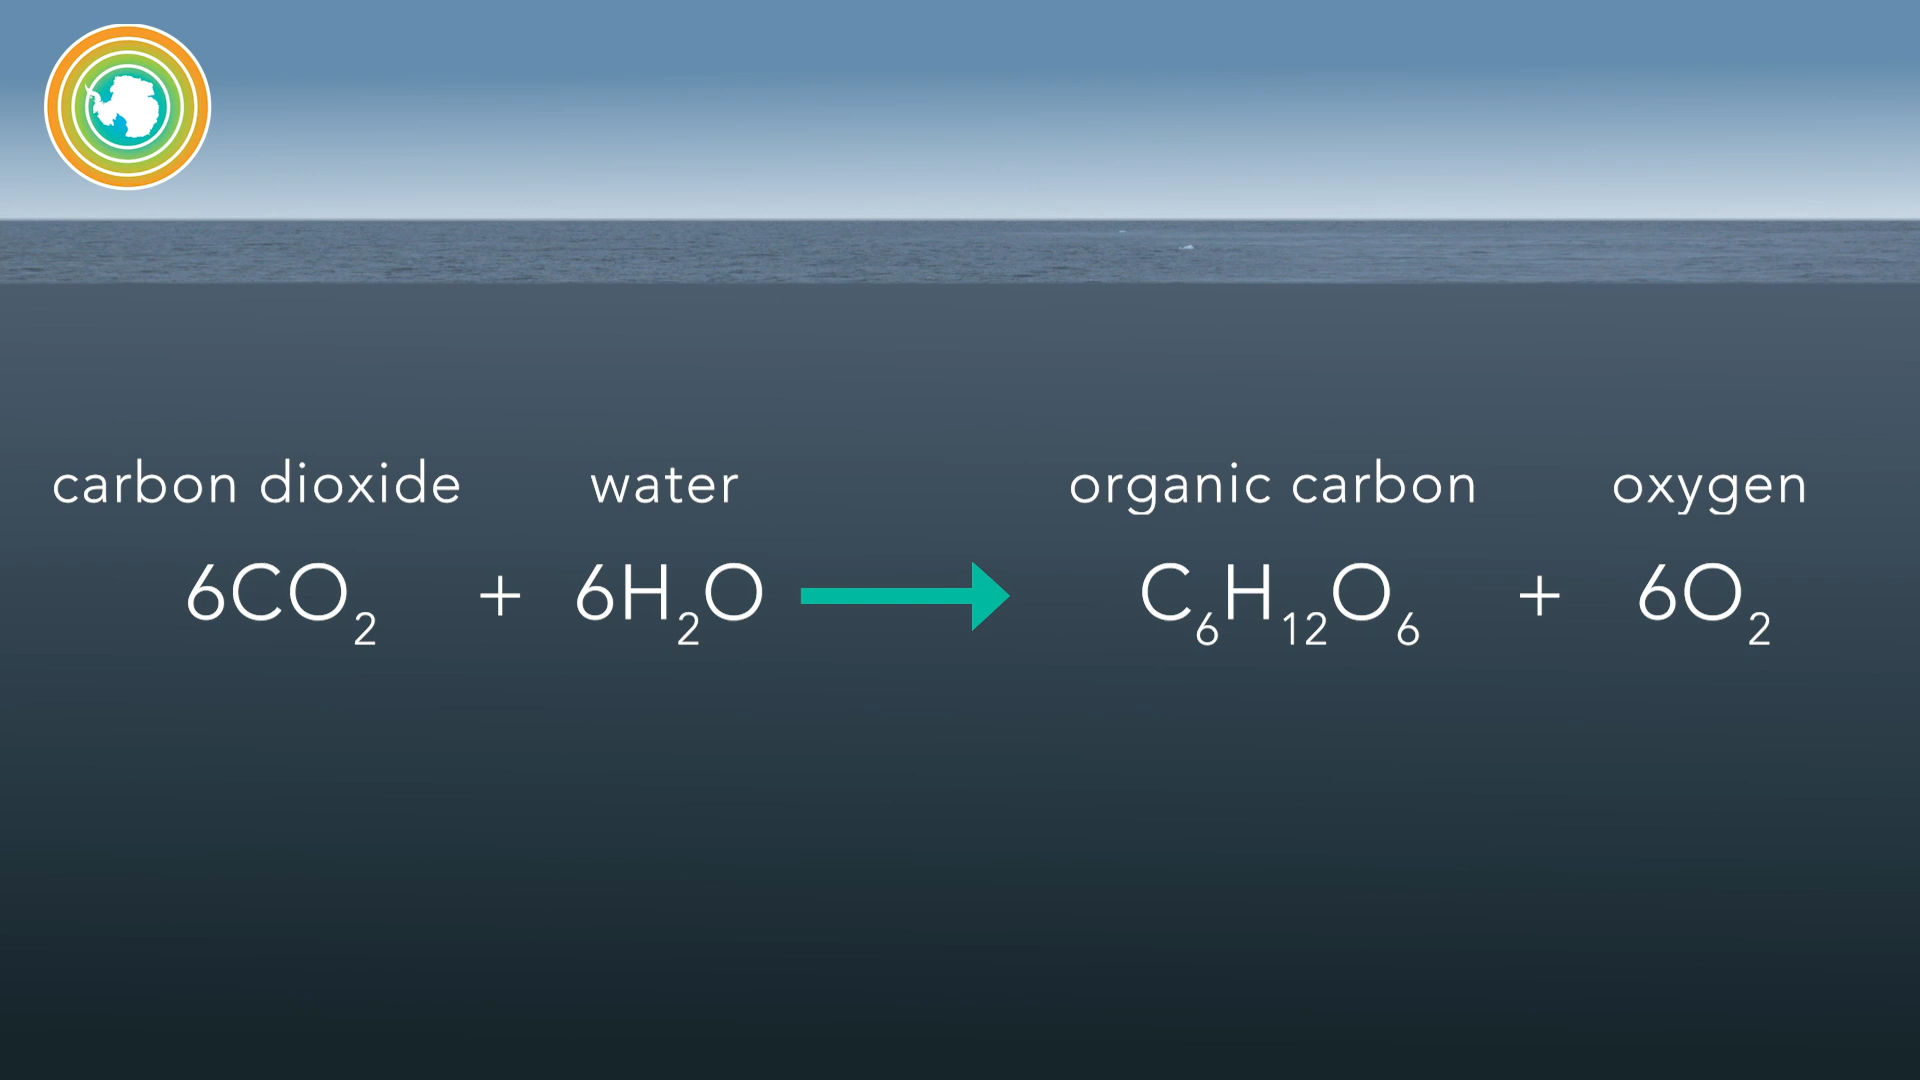 carbon dioxide water organic carbon oxygen
6CO₂ + 6H₂O → C₆H₁₂O₆ + 6O₂